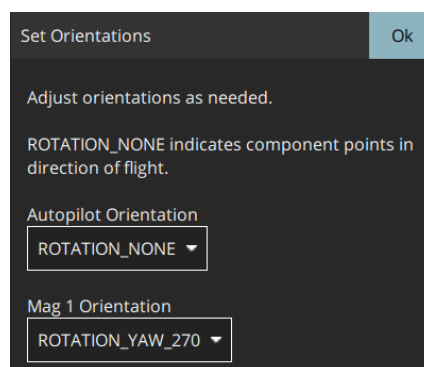 Set Orientations
Ok
Adjust orientations as needed.
ROTATION_NONE indicates component points in
direction of flight.
Autopilot Orientation
ROTATION_NONE
Mag 1 Orientation
ROTATION_YAW_270